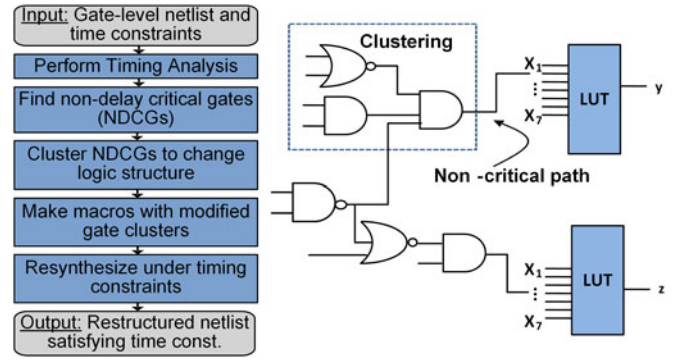 Input: Gate-level netlist and
time constraints
Perform Timing Analysis
Find non-delay critical gates
(NDCGs)
Cluster NDCGs to change
logic structure
Make macros with modified
gate clusters
Resynthesize under timing
constraints
Output: Restructured netlist
satisfying time const.
Clustering
X1
X7
LUT
y
Non -critical path
X1
X7
LUT
z